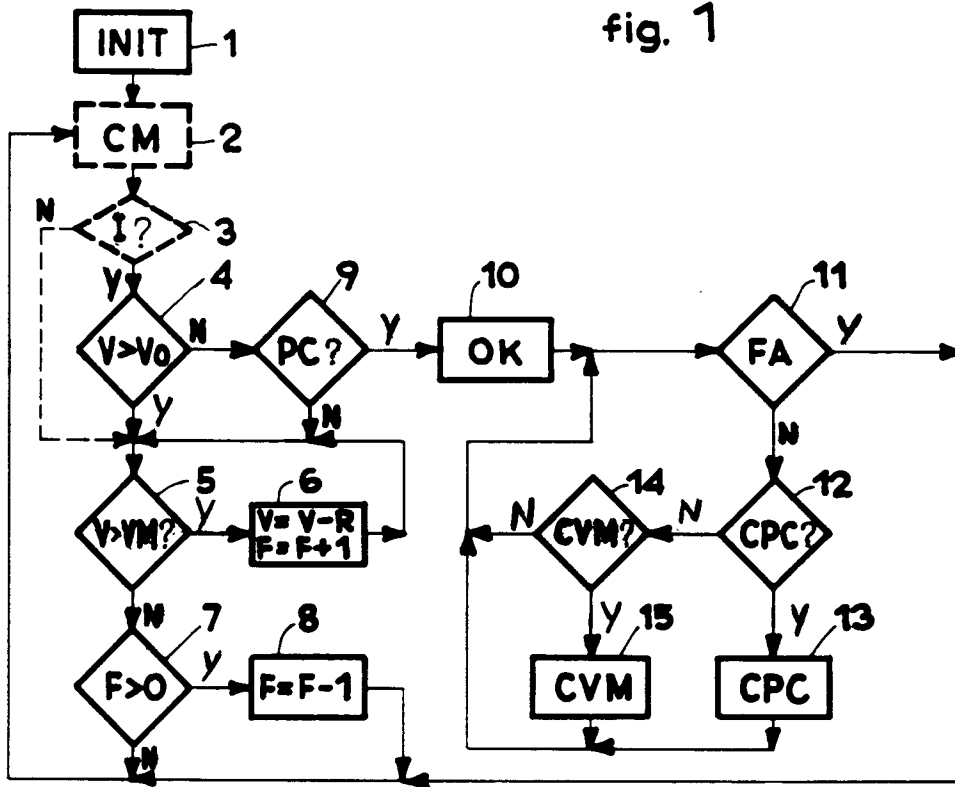 fig. 1
INIT 1
CM 2
N I? 3
Y 4 9 10 11
V>Vo N PC? Y OK FA Y
Y N N
5 6 14 12
V>VM? Y V=V-R N CVM? N CPC?
F=F+1
N 7 8 Y 15 Y 13
F>0 Y F=F-1 CVM CPC
N